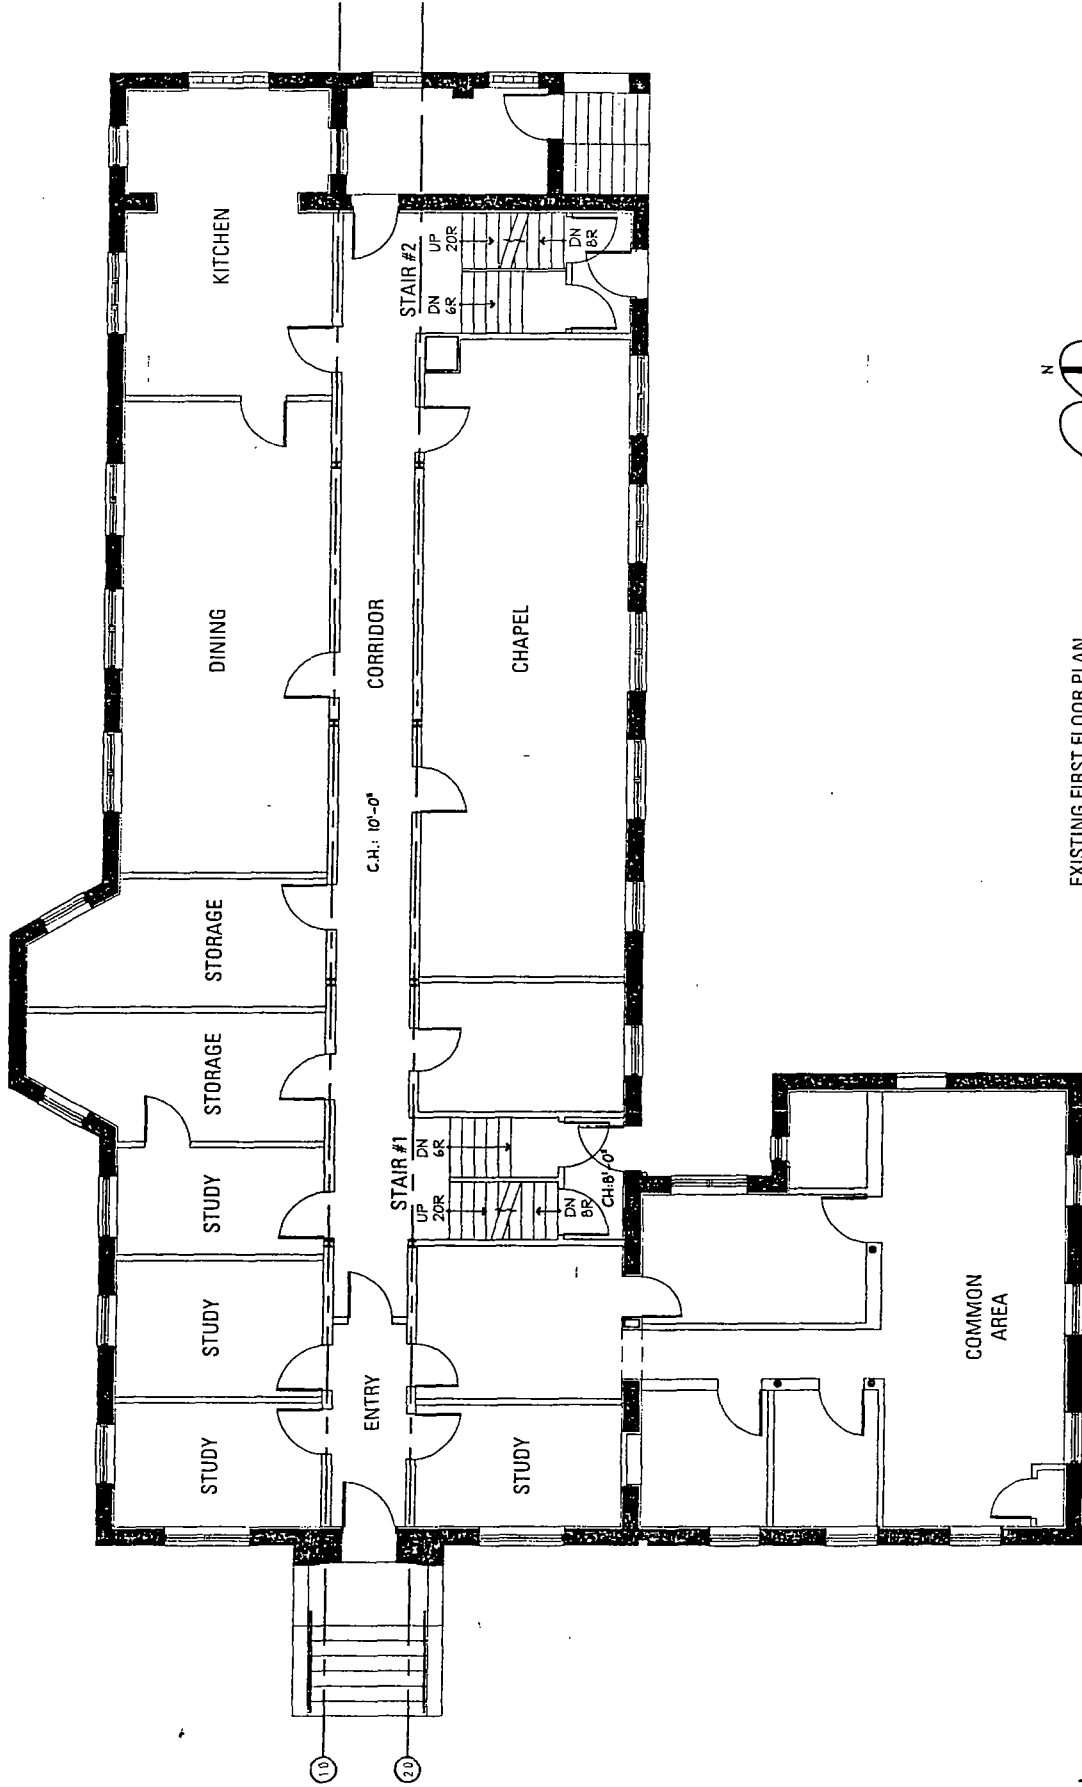 KITCHEN
DINING
STORAGE
STORAGE
STUDY
STUDY
STUDY
CORRIDOR
C.H.: 10'-0"
ENTRY
STAIR #2
UP
20R
DN
6R
DN
8R
CHAPEL
STAIR #1
DN
6R
UP
20R
DN
8R
CH:8'-0"
STUDY
COMMON
AREA
10
20
N
EXISTING FIRST FLOOR PLAN